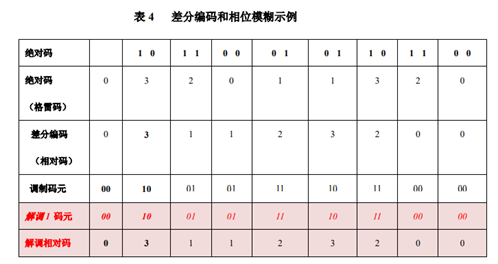 表 4 差分编码和相位模糊示例
绝对码 1 0 1 1 0 0 0 1 0 1 1 0 1 1 0 0
绝对码 0 3 2 0 1 1 3 2 0
（格雷码）
差分编码 0 3 1 1 2 3 2 0 0
（相对码）
调制码元 00 10 01 01 11 10 11 00 00
解调1码元 00 10 01 01 11 10 11 00 00
解调相对码 0 3 1 1 2 3 2 0 0